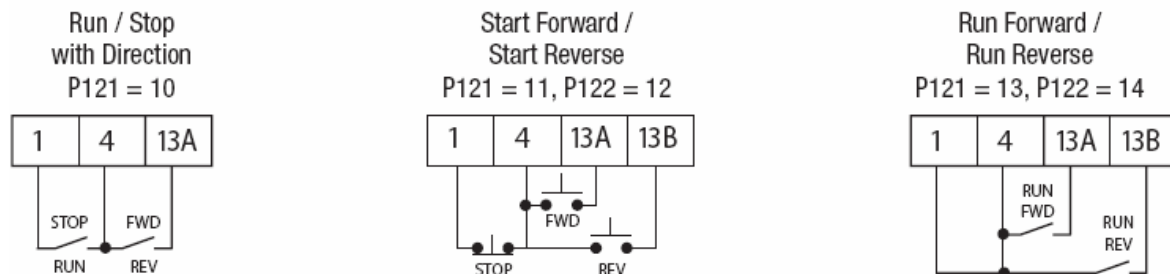 Run / Stop
with Direction
P121 = 10
1 4 13A
STOP FWD
RUN REV
Start Forward /
Start Reverse
P121 = 11, P122 = 12
1 4 13A 13B
FWD
STOP REV
Run Forward /
Run Reverse
P121 = 13, P122 = 14
1 4 13A 13B
RUN
FWD
RUN
REV